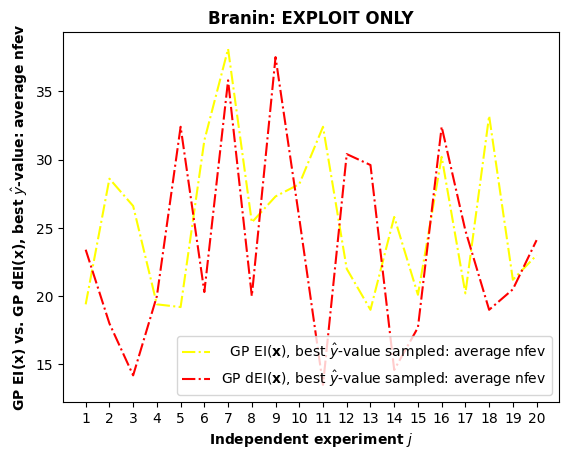 Branin: EXPLOIT ONLY
GP EI(x) vs. GP dEI(x), best ŷ-value: average nfev
35
30
25
20
15
GP EI(x), best ŷ-value sampled: average nfev
GP dEI(x), best ŷ-value sampled: average nfev
1 2 3 4 5 6 7 8 9 10 11 12 13 14 15 16 17 18 19 20
Independent experiment j